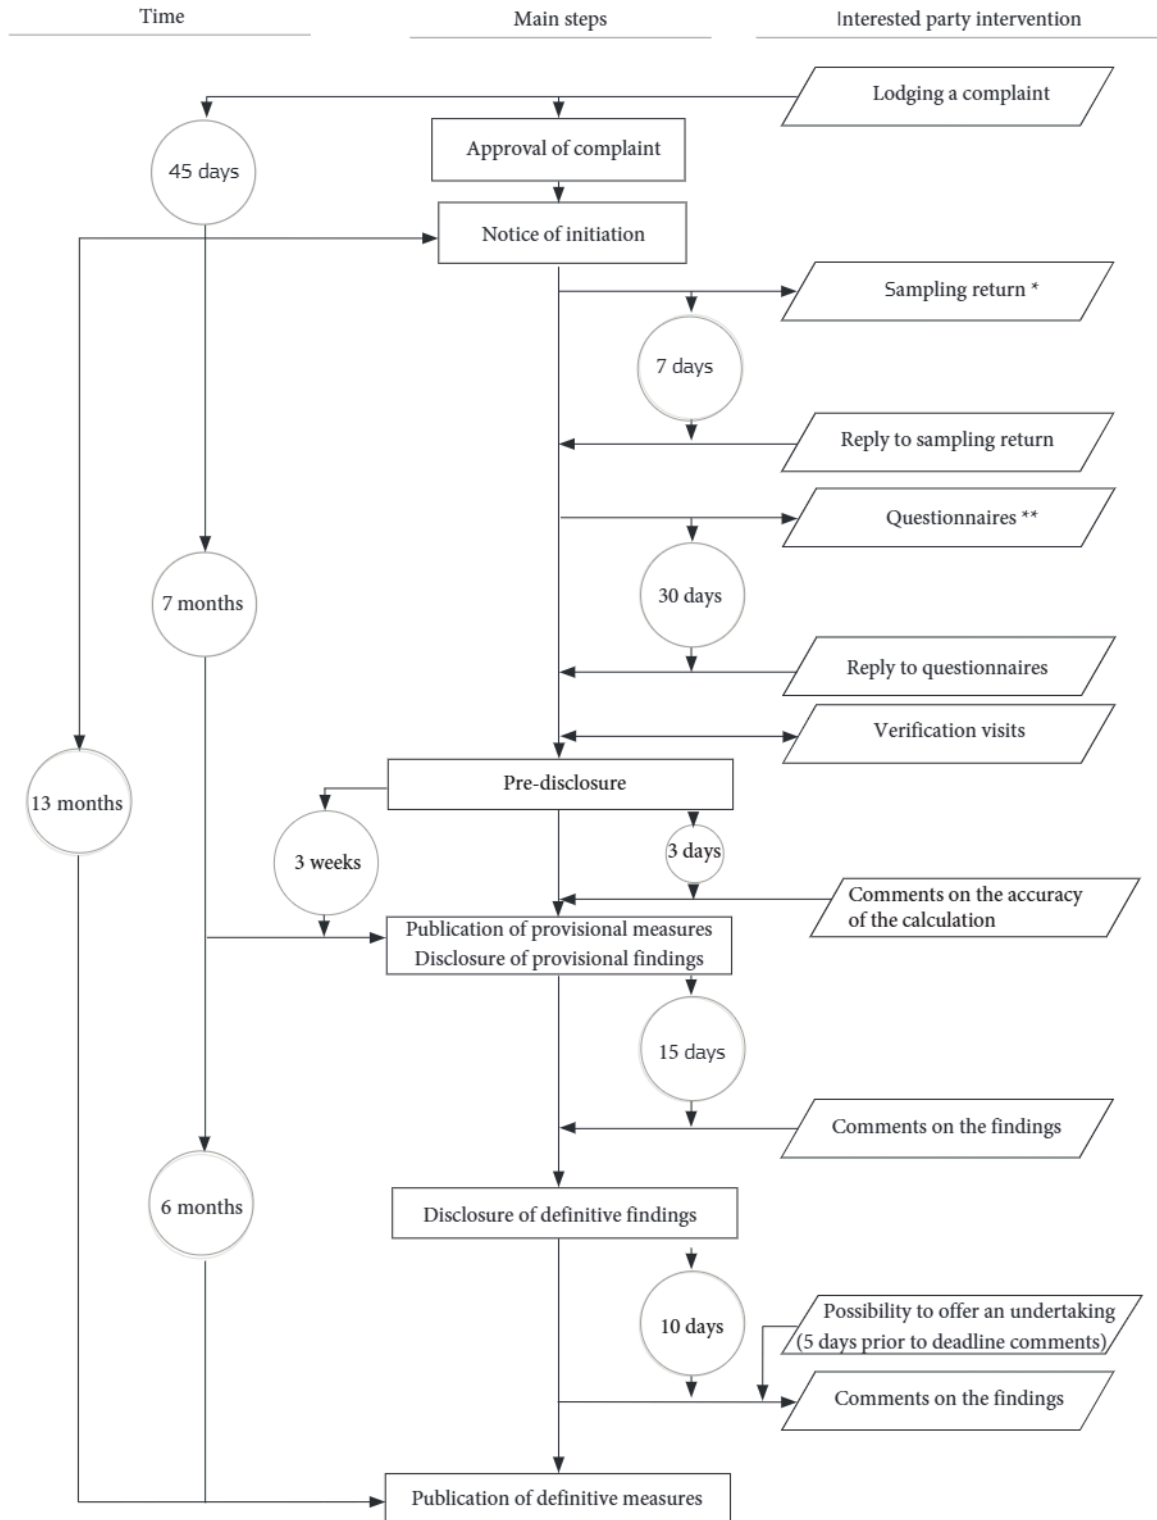 Time
Main steps
Interested party intervention
Lodging a complaint
45 days
Approval of complaint
Notice of initiation
Sampling return *
7 days
Reply to sampling return
Questionnaires **
7 months
30 days
Reply to questionnaires
Verification visits
Pre-disclosure
13 months
3 weeks
3 days
Comments on the accuracy
of the calculation
Publication of provisional measures
Disclosure of provisional findings
15 days
Comments on the findings
6 months
Disclosure of definitive findings
10 days
Possibility to offer an undertaking
(5 days prior to deadline comments)
Comments on the findings
Publication of definitive measures